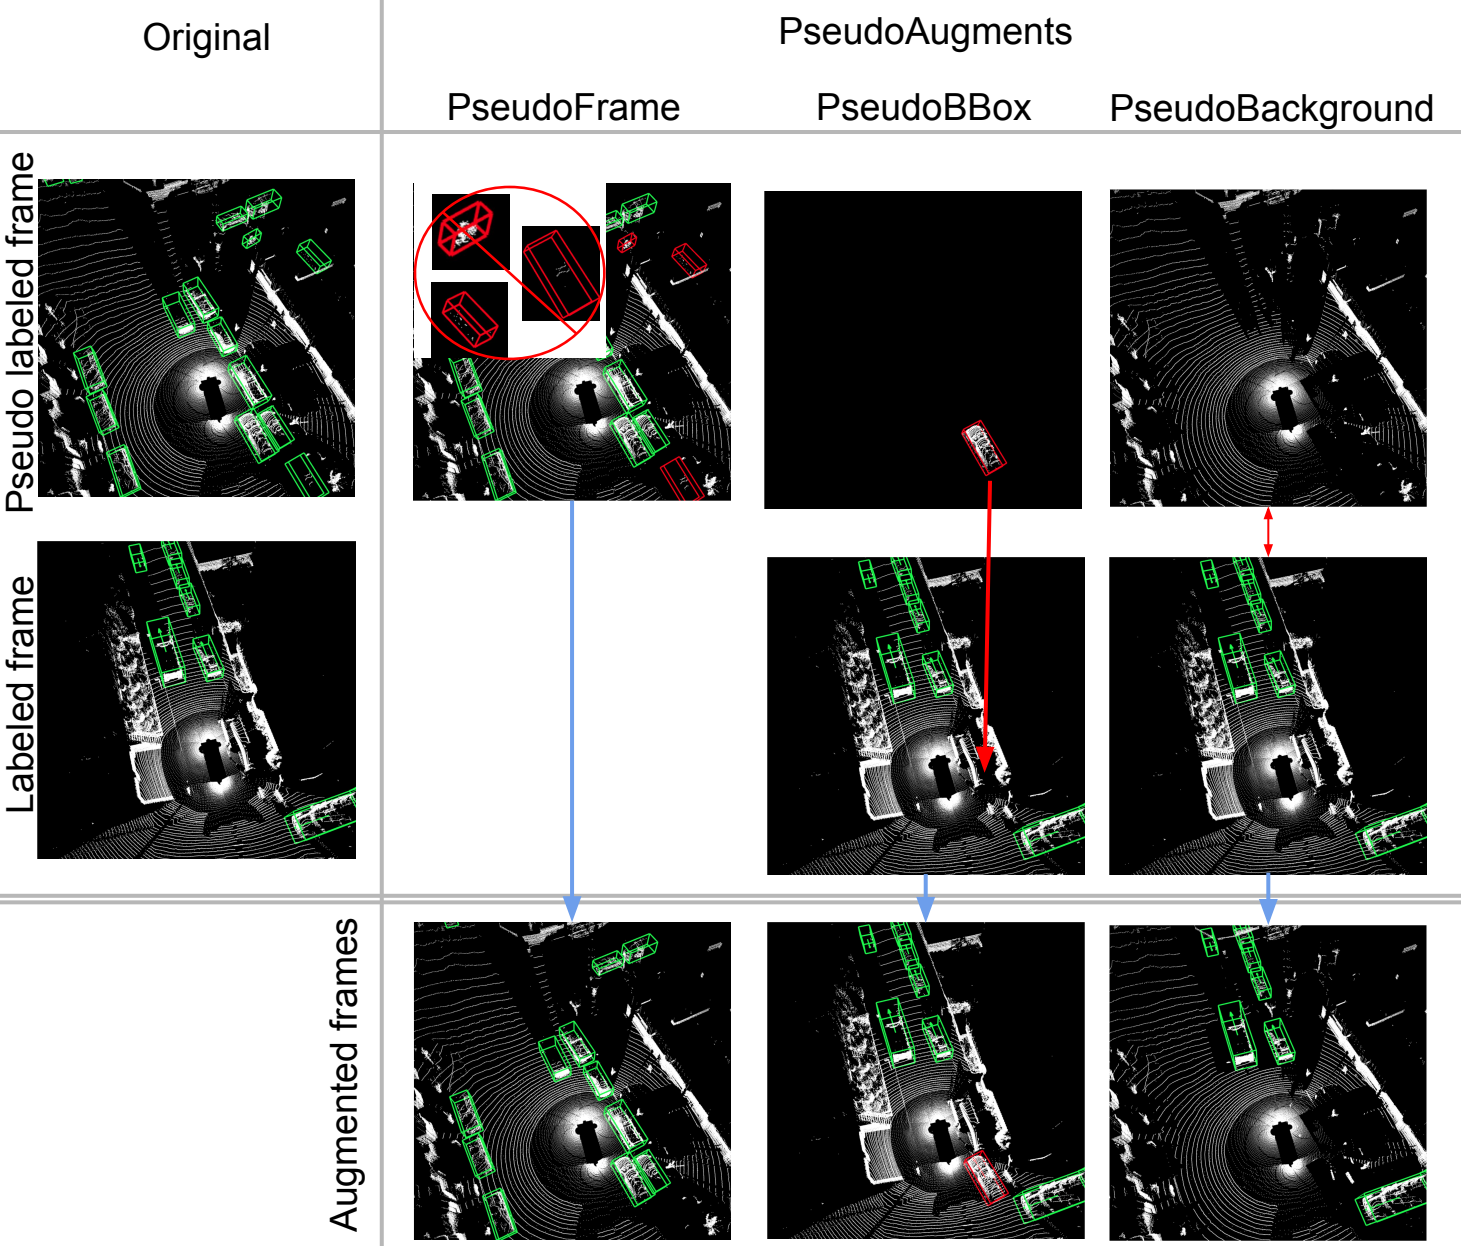 Original
PseudoAugments
PseudoFrame
PseudoBBox
PseudoBackground
Pseudo labeled frame
Labeled frame
Augmented frames